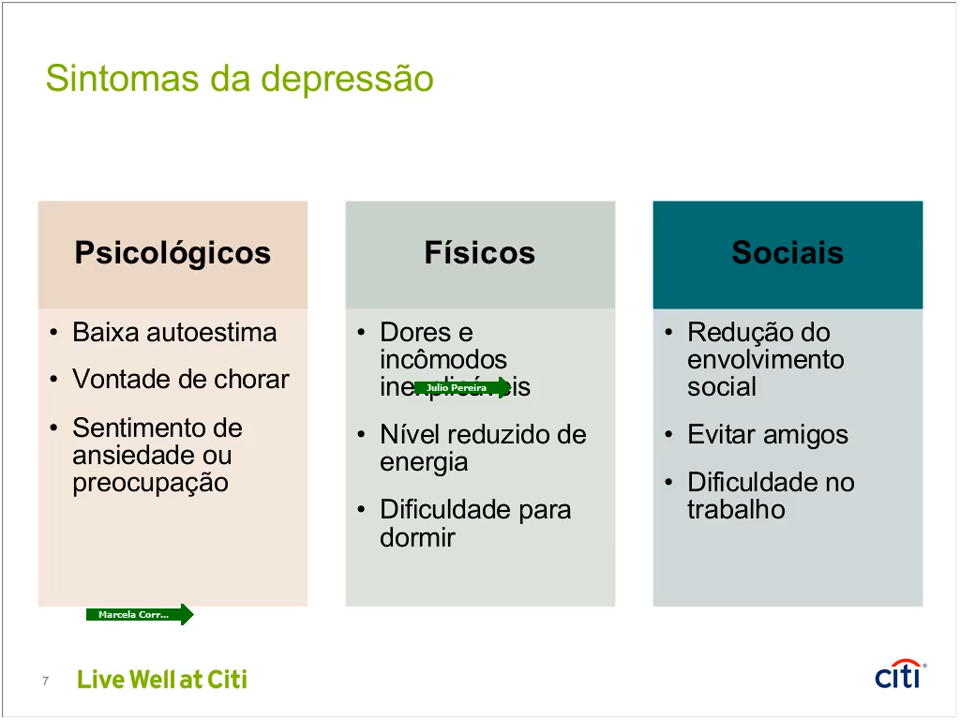 Sintomas da depressão
Psicológicos
• Baixa autoestima
• Vontade de chorar
• Sentimento de
ansiedade ou
preocupação
Físicos
• Dores e
incômodos
inexplicáveis
Julio Pereira
• Nível reduzido de
energia
• Dificuldade para
dormir
Sociais
• Redução do
envolvimento
social
• Evitar amigos
• Dificuldade no
trabalho
Marcela Corr...
7
Live Well at Citi
citi®